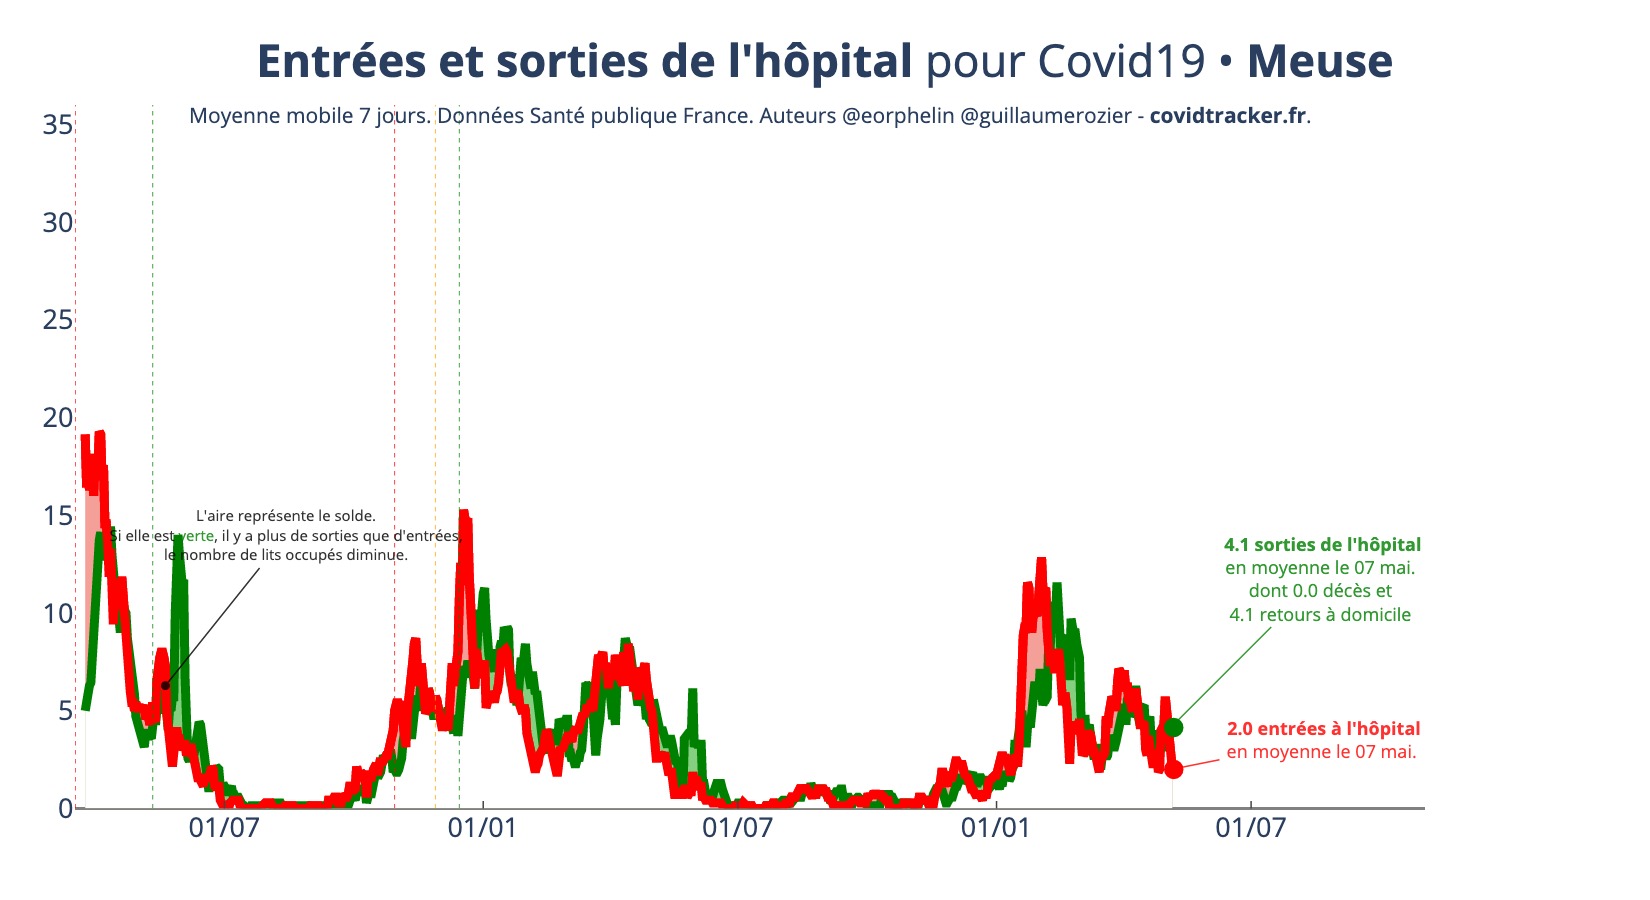 Entrées et sorties de l'hôpital pour Covid19 • Meuse
Moyenne mobile 7 jours. Données Santé publique France. Auteurs @eorphelin @guillaumerozier - covidtracker.fr.
35
30
25
20
15
10
5
0
L'aire représente le solde.
Si elle est verte, il y a plus de sorties que d'entrées,
le nombre de lits occupés diminue.
4.1 sorties de l'hôpital
en moyenne le 07 mai.
dont 0.0 décès et
4.1 retours à domicile
2.0 entrées à l'hôpital
en moyenne le 07 mai.
01/07
01/01
01/07
01/01
01/07